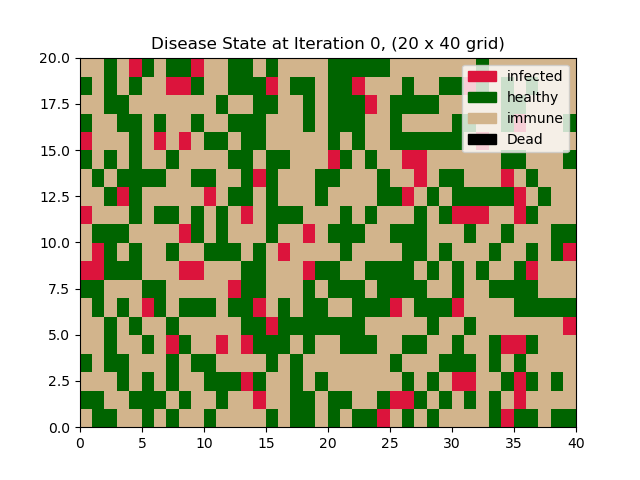 Disease State at Iteration 0, (20 x 40 grid)
20.0
17.5
15.0
12.5
10.0
7.5
5.0
2.5
0.0
infected
healthy
immune
Dead
0 5 10 15 20 25 30 35 40